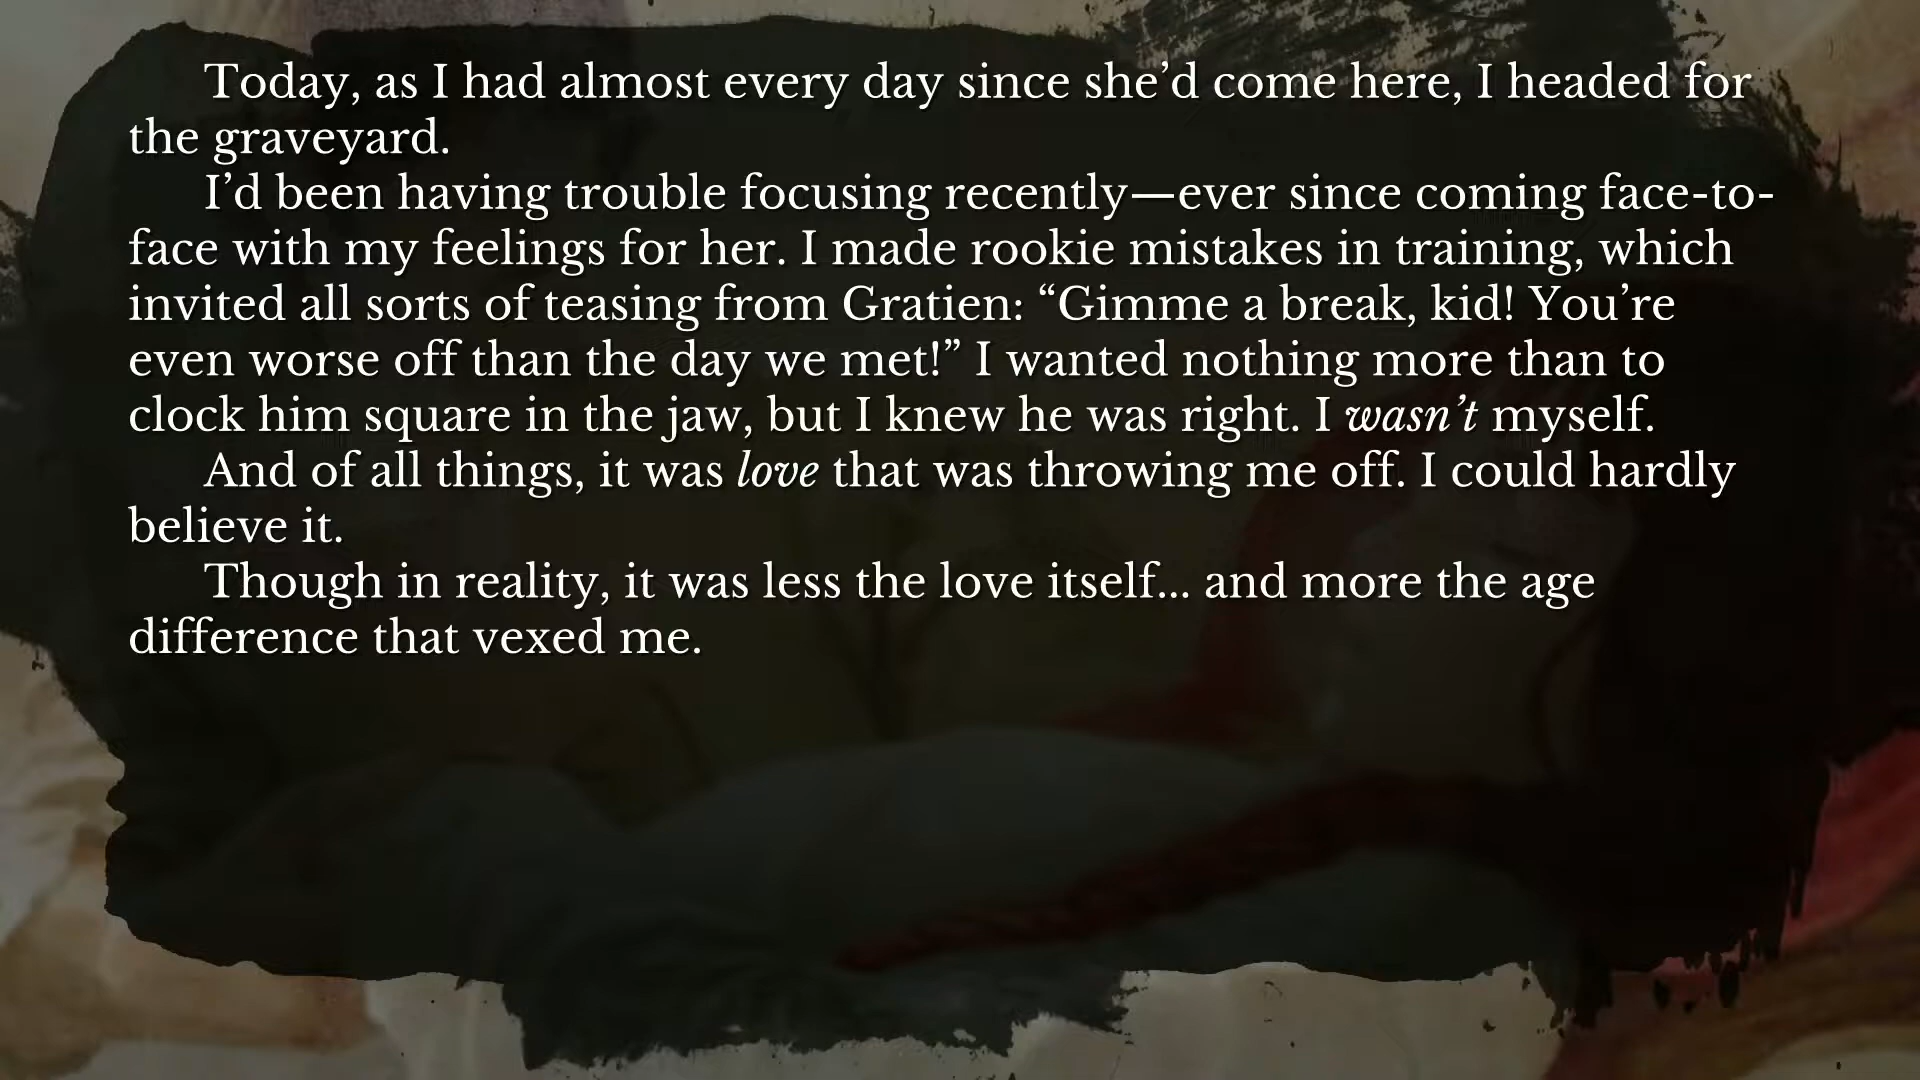 Today, as I had almost every day since she’d come here, I headed for
the graveyard.
I’d been having trouble focusing recently—ever since coming face-to-
face with my feelings for her. I made rookie mistakes in training, which
invited all sorts of teasing from Gratien: “Gimme a break, kid! You’re
even worse off than the day we met!” I wanted nothing more than to
clock him square in the jaw, but I knew he was right. I wasn’t myself.
And of all things, it was love that was throwing me off. I could hardly
believe it.
Though in reality, it was less the love itself... and more the age
difference that vexed me.